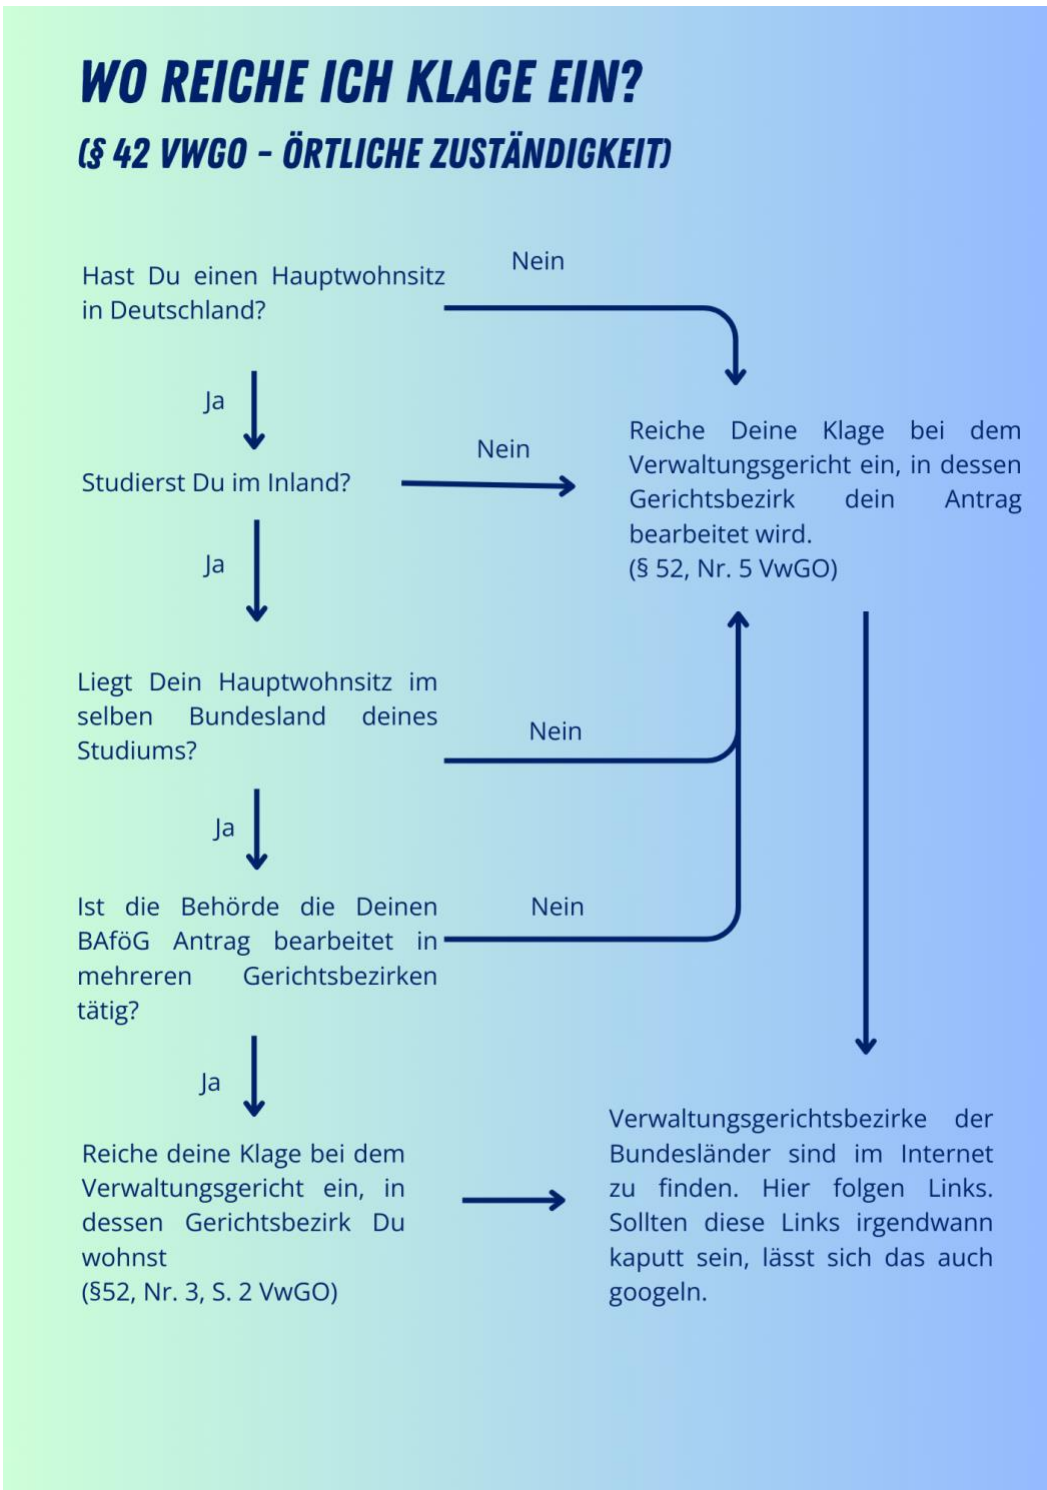 WO REICHE ICH KLAGE EIN?
(§ 42 VWGO - ÖRTLICHE ZUSTÄNDIGKEIT)
Hast Du einen Hauptwohnsitz
in Deutschland?
Nein
Ja
Studierst Du im Inland?
Nein
Reiche Deine Klage bei dem
Verwaltungsgericht ein, in dessen
Gerichtsbezirk dein Antrag
bearbeitet wird.
(§ 52, Nr. 5 VwGO)
Ja
Liegt Dein Hauptwohnsitz im
selben Bundesland deines
Studiums?
Nein
Ja
Ist die Behörde die Deinen
BAföG Antrag bearbeitet in
mehreren Gerichtsbezirken
tätig?
Nein
Ja
Reiche deine Klage bei dem
Verwaltungsgericht ein, in
dessen Gerichtsbezirk Du
wohnst
(§52, Nr. 3, S. 2 VwGO)
Verwaltungsgerichtsbezirke der
Bundesländer sind im Internet
zu finden. Hier folgen Links.
Sollten diese Links irgendwann
kaputt sein, lässt sich das auch
googeln.